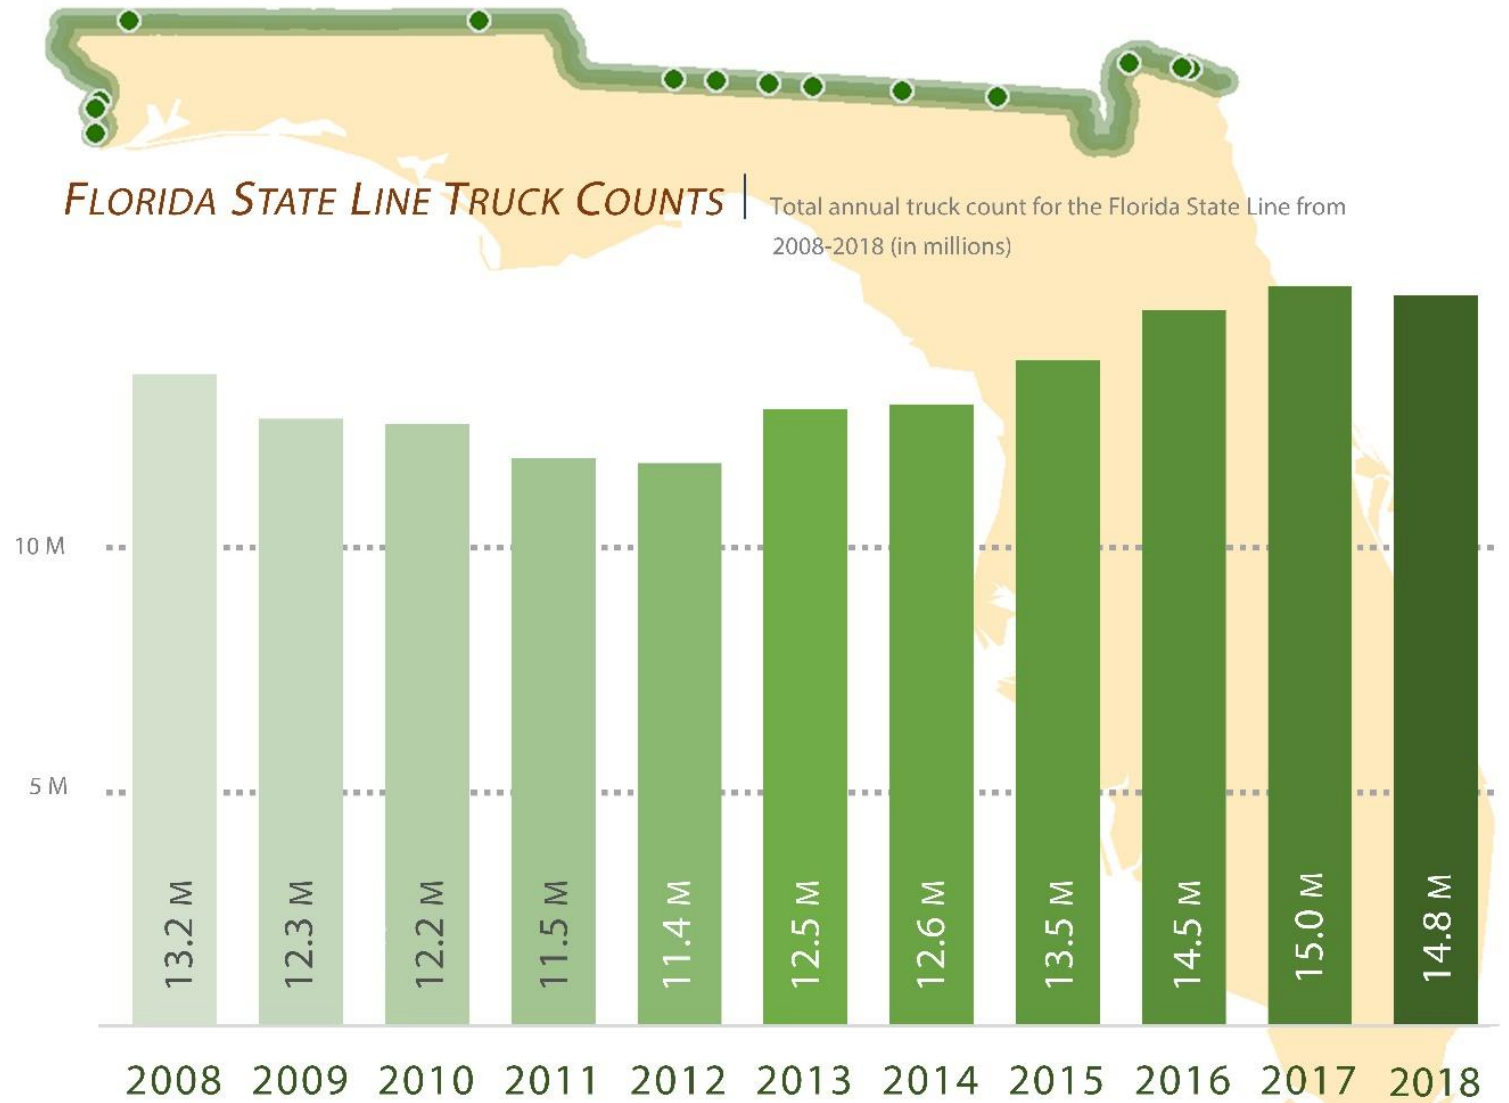 FLORIDA STATE LINE TRUCK COUNTS
Total annual truck count for the Florida State Line from
2008-2018 (in millions)
10 M
5 M
13.2 M
12.3 M
12.2 M
11.5 M
11.4 M
12.5 M
12.6 M
13.5 M
14.5 M
15.0 M
14.8 M
2008 2009 2010 2011 2012 2013 2014 2015 2016 2017 2018